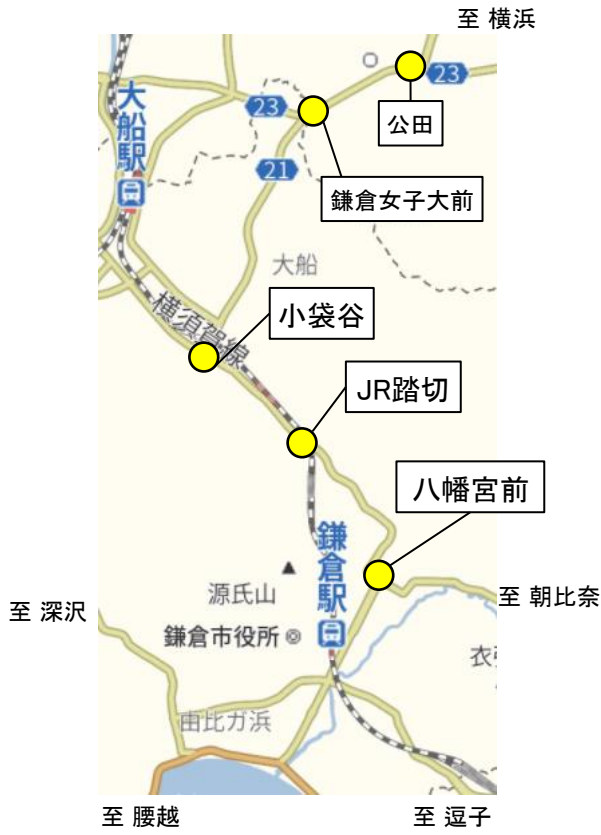 至 横浜
23
公田
大船駅
23
鎌倉女子大前
21
大船
小袋谷
横須賀線
JR踏切
八幡宮前
鎌倉駅
源氏山
至 深沢
至 朝比奈
鎌倉市役所
由比ガ浜
至 腰越
至 逗子